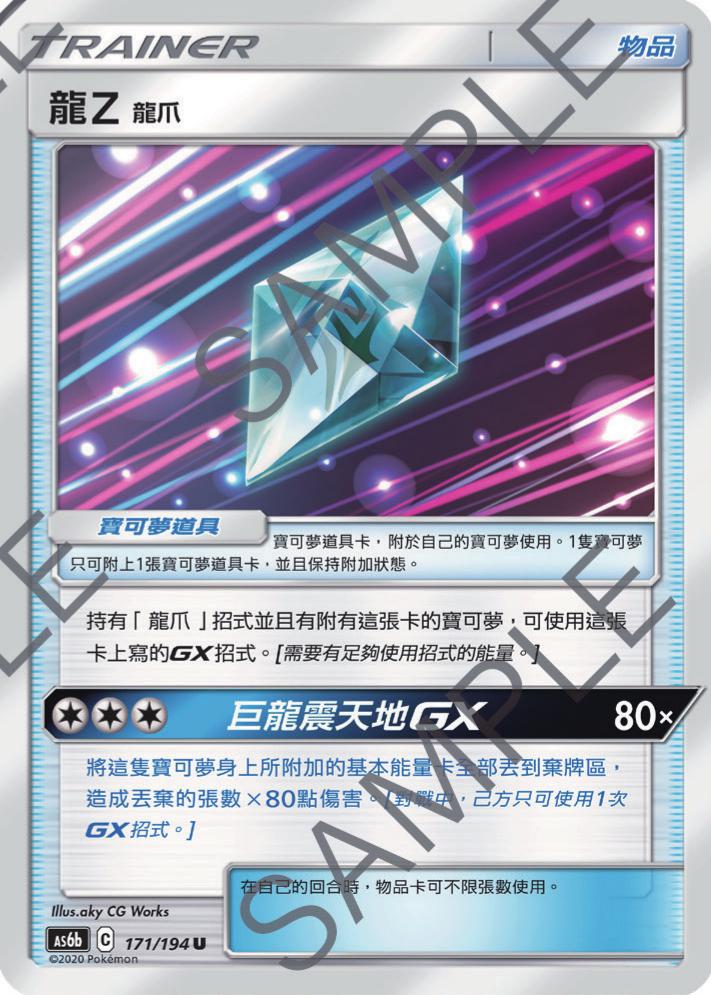 TRAINER
物品
龍Z 龍爪
寶可夢道具
寶可夢道具卡，附於自己的寶可夢使用。1隻寶可夢
只可附上1張寶可夢道具卡，並且保持附加狀態。
持有「龍爪」招式並且有附有這張卡的寶可夢，可使用這張
卡上寫的GX招式。[需要有足夠使用招式的能量。]
巨龍震天地GX 80×
將這隻寶可夢身上所附加的基本能量卡全部丟到棄牌區，
造成丟棄的張數×80點傷害。[對戰中，己方只可使用1次
GX招式。]
在自己的回合時，物品卡可不限張數使用。
Illus.aky CG Works
AS6b C 171/194 U
©2020 Pokémon
SAMPLE
SAMPLE
LE
LE